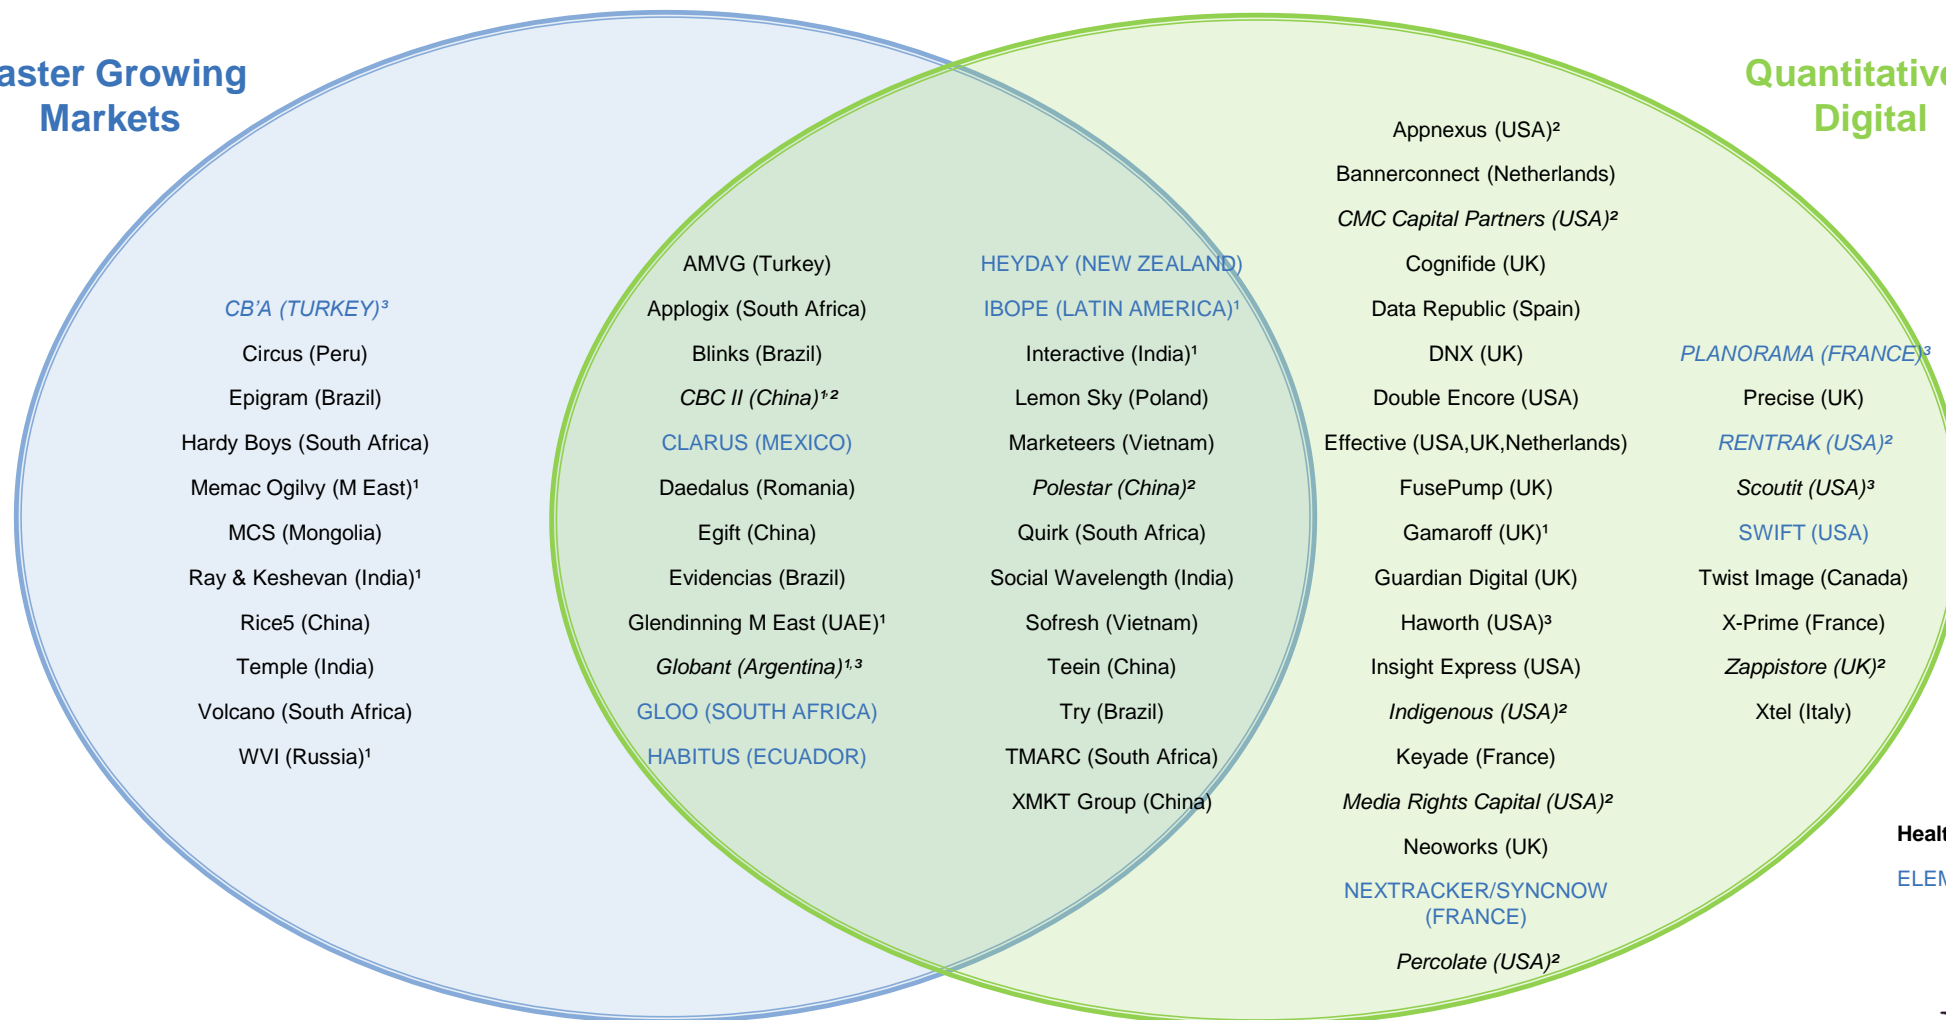 aster Growing
Markets
Quantitative
Digital
CB'A (TURKEY)³
Circus (Peru)
Epigram (Brazil)
Hardy Boys (South Africa)
Memac Ogilvy (M East)¹
MCS (Mongolia)
Ray & Keshevan (India)¹
Rice5 (China)
Temple (India)
Volcano (South Africa)
WVI (Russia)¹
AMVG (Turkey)
Applogix (South Africa)
Blinks (Brazil)
CBC II (China)¹,²
CLARUS (MEXICO)
Daedalus (Romania)
Egift (China)
Evidencias (Brazil)
Glendinning M East (UAE)¹
Globant (Argentina)¹,³
GLOO (SOUTH AFRICA)
HABITUS (ECUADOR)
HEYDAY (NEW ZEALAND)
IBOPE (LATIN AMERICA)¹
Interactive (India)¹
Lemon Sky (Poland)
Marketeers (Vietnam)
Polestar (China)²
Quirk (South Africa)
Social Wavelength (India)
Sofresh (Vietnam)
Teein (China)
Try (Brazil)
TMARC (South Africa)
XMKT Group (China)
Appnexus (USA)²
Bannerconnect (Netherlands)
CMC Capital Partners (USA)²
Cognifide (UK)
Data Republic (Spain)
DNX (UK)
Double Encore (USA)
Effective (USA,UK,Netherlands)
FusePump (UK)
Gamaroff (UK)¹
Guardian Digital (UK)
Haworth (USA)³
Insight Express (USA)
Indigenous (USA)²
Keyade (France)
Media Rights Capital (USA)²
Neoworks (UK)
NEXTRACKER/SYNCNOW
(FRANCE)
Percolate (USA)²
PLANORAMA (FRANCE)³
Precise (UK)
RENTRAK (USA)²
Scoutit (USA)³
SWIFT (USA)
Twist Image (Canada)
X-Prime (France)
Zappistore (UK)²
Xtel (Italy)
Healt
ELEM